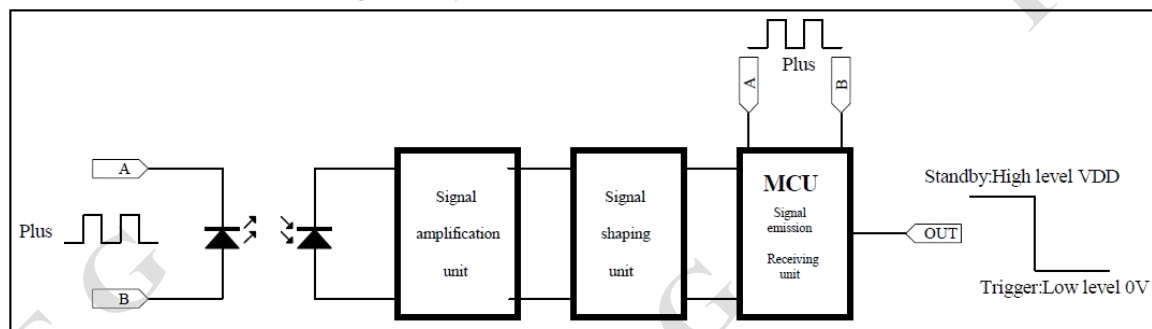 A
B
Plus
A
Plus
B
Signal
amplification
unit
Signal
shaping
unit
MCU
Signal
emission
Receiving
unit
OUT
Standby:High level VDD
Trigger:Low level 0V
G
G